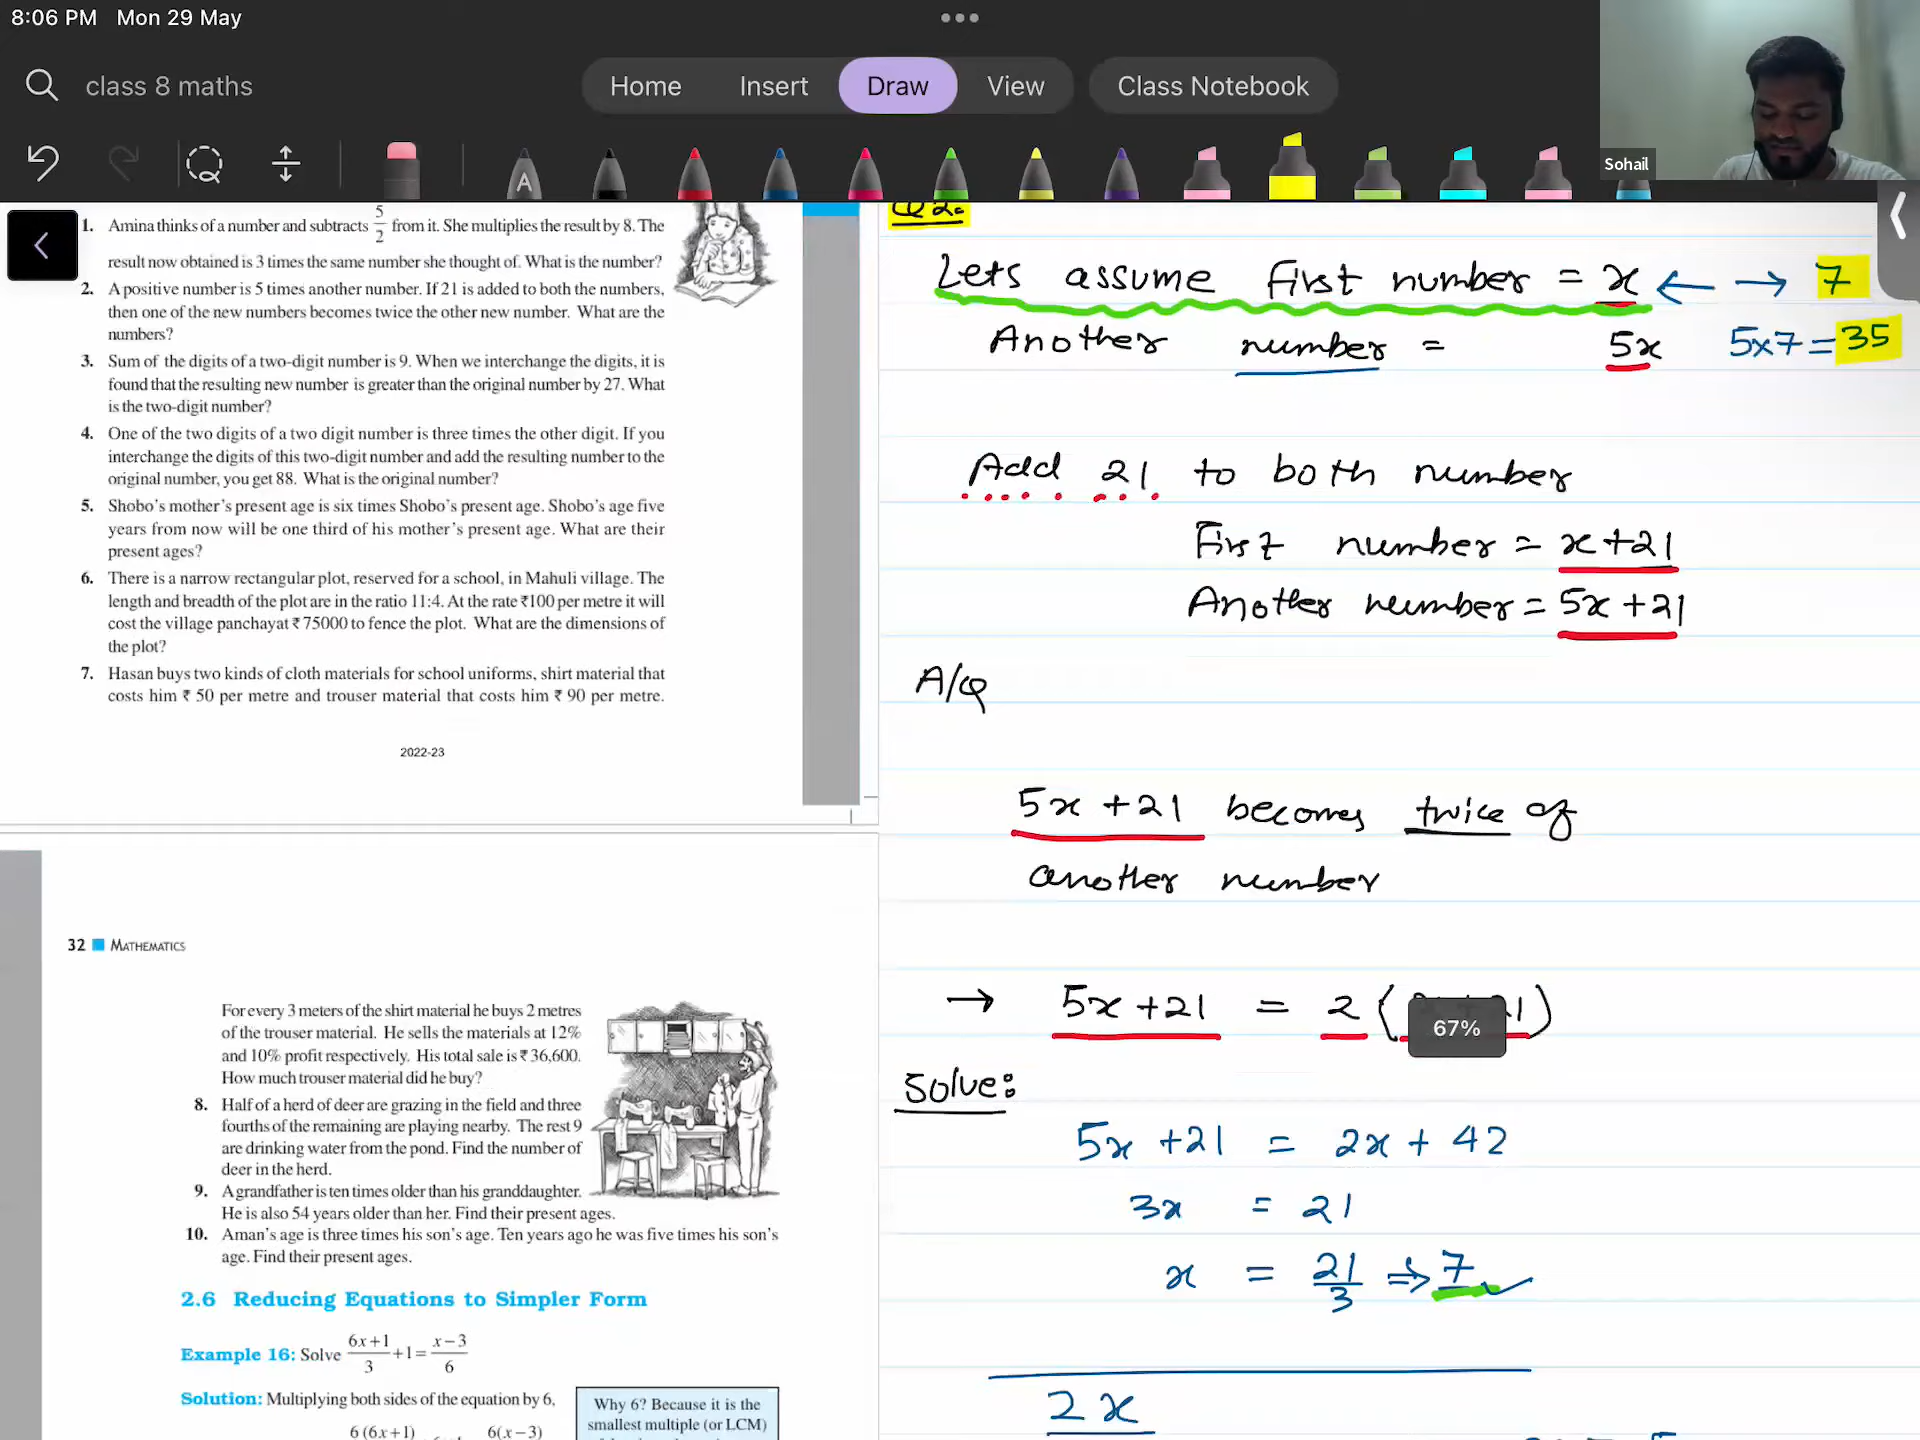 8:06 PM Mon 29 May
class 8 maths
Home Insert Draw View Class Notebook
A
Sohail
1. Amina thinks of a number and subtracts 5/2 from it. She multiplies the result by 8. The
result now obtained is 3 times the same number she thought of. What is the number?
2. A positive number is 5 times another number. If 21 is added to both the numbers,
then one of the new numbers becomes twice the other new number. What are the
numbers?
3. Sum of the digits of a two-digit number is 9. When we interchange the digits, it is
found that the resulting new number is greater than the original number by 27. What
is the two-digit number?
4. One of the two digits of a two digit number is three times the other digit. If you
interchange the digits of this two-digit number and add the resulting number to the
original number, you get 88. What is the original number?
5. Shobo's mother's present age is six times Shobo's present age. Shobo's age five
years from now will be one third of his mother's present age. What are their
present ages?
6. There is a narrow rectangular plot, reserved for a school, in Mahuli village. The
length and breadth of the plot are in the ratio 11:4. At the rate ₹100 per metre it will
cost the village panchayat ₹75000 to fence the plot. What are the dimensions of
the plot?
7. Hasan buys two kinds of cloth materials for school uniforms, shirt material that
costs him ₹ 50 per metre and trouser material that costs him ₹ 90 per metre.
2022-23
32 MATHEMATICS
For every 3 meters of the shirt material he buys 2 metres
of the trouser material. He sells the materials at 12%
and 10% profit respectively. His total sale is ₹36,600.
How much trouser material did he buy?
8. Half of a herd of deer are grazing in the field and three
fourths of the remaining are playing nearby. The rest 9
are drinking water from the pond. Find the number of
deer in the herd.
9. A grandfather is ten times older than his granddaughter.
He is also 54 years older than her. Find their present ages.
10. Aman's age is three times his son's age. Ten years ago he was five times his son's
age. Find their present ages.
2.6 Reducing Equations to Simpler Form
Example 16: Solve (6x+1)/3 + 1 = (x−3)/6
Solution: Multiplying both sides of the equation by 6,
Why 6? Because it is the
smallest multiple (or LCM)
6 (6x+1) 6(x−3)
Q 2.
Lets assume first number = x ← → 7
Another number = 5x 5x7 = 35
Add 21 to both number
First number = x+21
Another number = 5x +21
A/Q
5x +21 becomes twice of
another number
→ 5x +21 = 2 ( 1)
67%
Solve:
5x +21 = 2x + 42
3x = 21
x = 21/3 ⇒ 7
2x